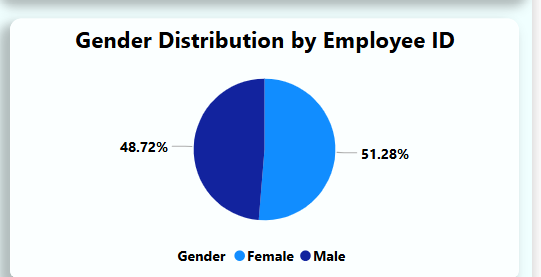 Gender Distribution by Employee ID
48.72%
51.28%
Gender Female Male